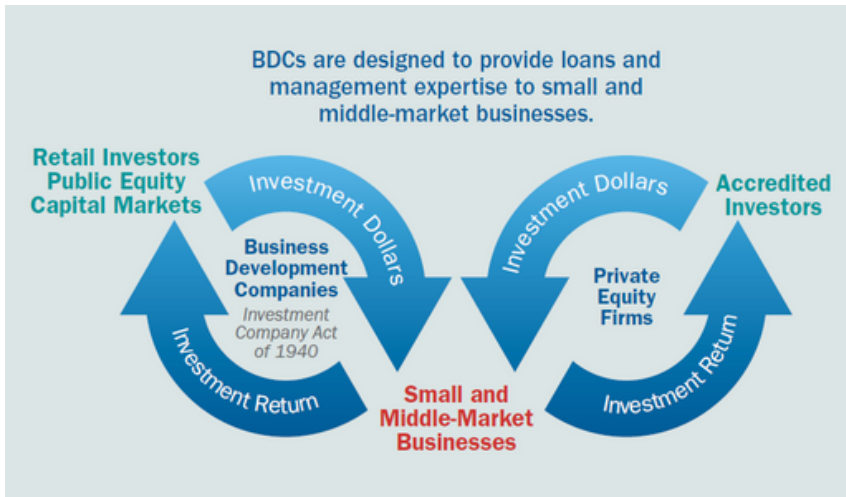 BDCs are designed to provide loans and
management expertise to small and
middle-market businesses.
Retail Investors
Public Equity
Capital Markets
Investment Dollars
Business
Development
Companies
Investment
Company Act
of 1940
Investment Return
Small and
Middle-Market
Businesses
Investment Dollars
Private
Equity
Firms
Investment Return
Accredited
Investors